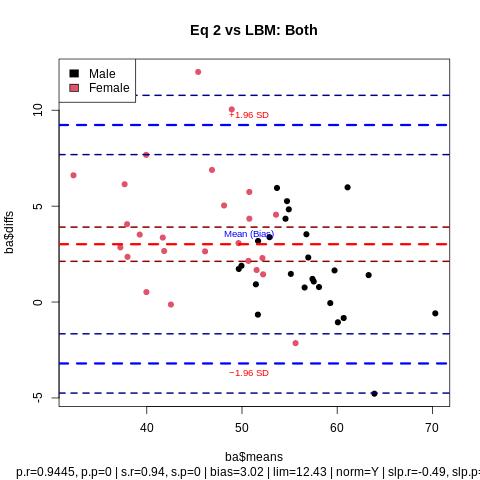 Eq 2 vs LBM: Both
Male
Female
+1.96 SD
Mean (Bias)
−1.96 SD
10
5
0
-5
ba$diffs
40 50 60 70
ba$means
p.r=0.9445, p.p=0 | s.r=0.94, s.p=0 | bias=3.02 | lim=12.43 | norm=Y | slp.r=-0.49, slp.p=